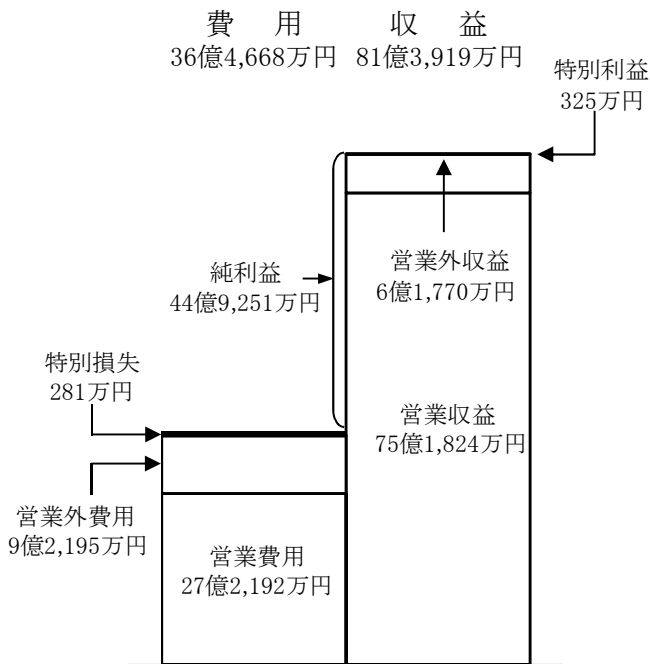 費　用　収　益
36億4,668万円　81億3,919万円
特別利益
325万円
純利益
44億9,251万円
営業外収益
6億1,770万円
特別損失
281万円
営業収益
75億1,824万円
営業外費用
9億2,195万円
営業費用
27億2,192万円